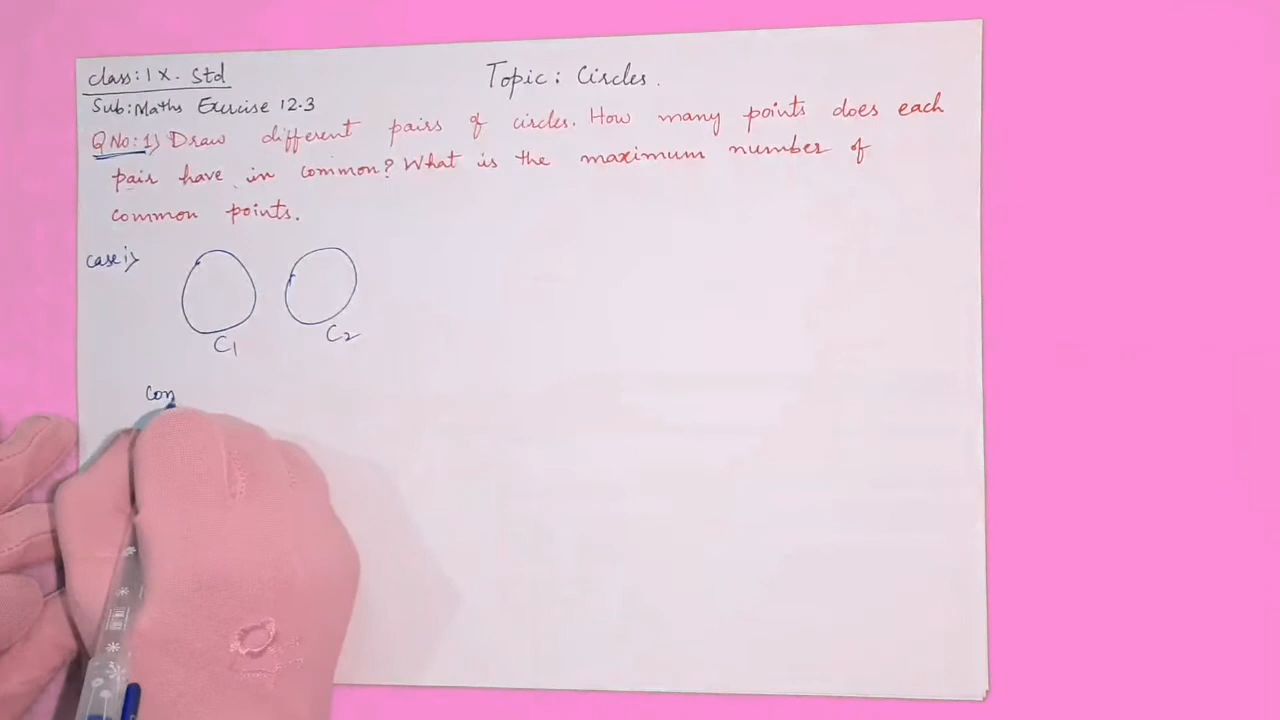 Class: IX. Std
Topic: Circles.
Sub: Maths Exercise 12.3
Q No: 1) Draw different pairs of circles. How many points does each
pair have in common? What is the maximum number of
common points.
Case i)
C1
C2
Con